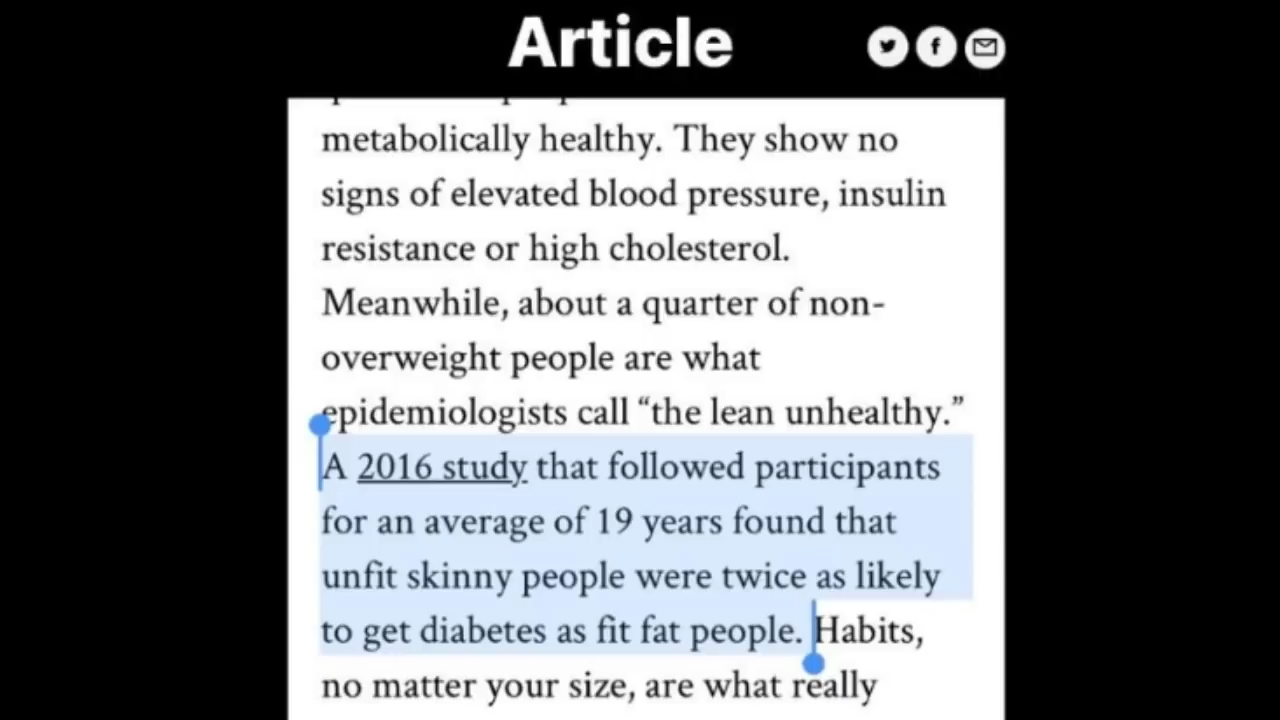 Article
metabolically healthy. They show no
signs of elevated blood pressure, insulin
resistance or high cholesterol.
Meanwhile, about a quarter of non-
overweight people are what
epidemiologists call “the lean unhealthy.”
A 2016 study that followed participants
for an average of 19 years found that
unfit skinny people were twice as likely
to get diabetes as fit fat people. Habits,
no matter your size, are what really